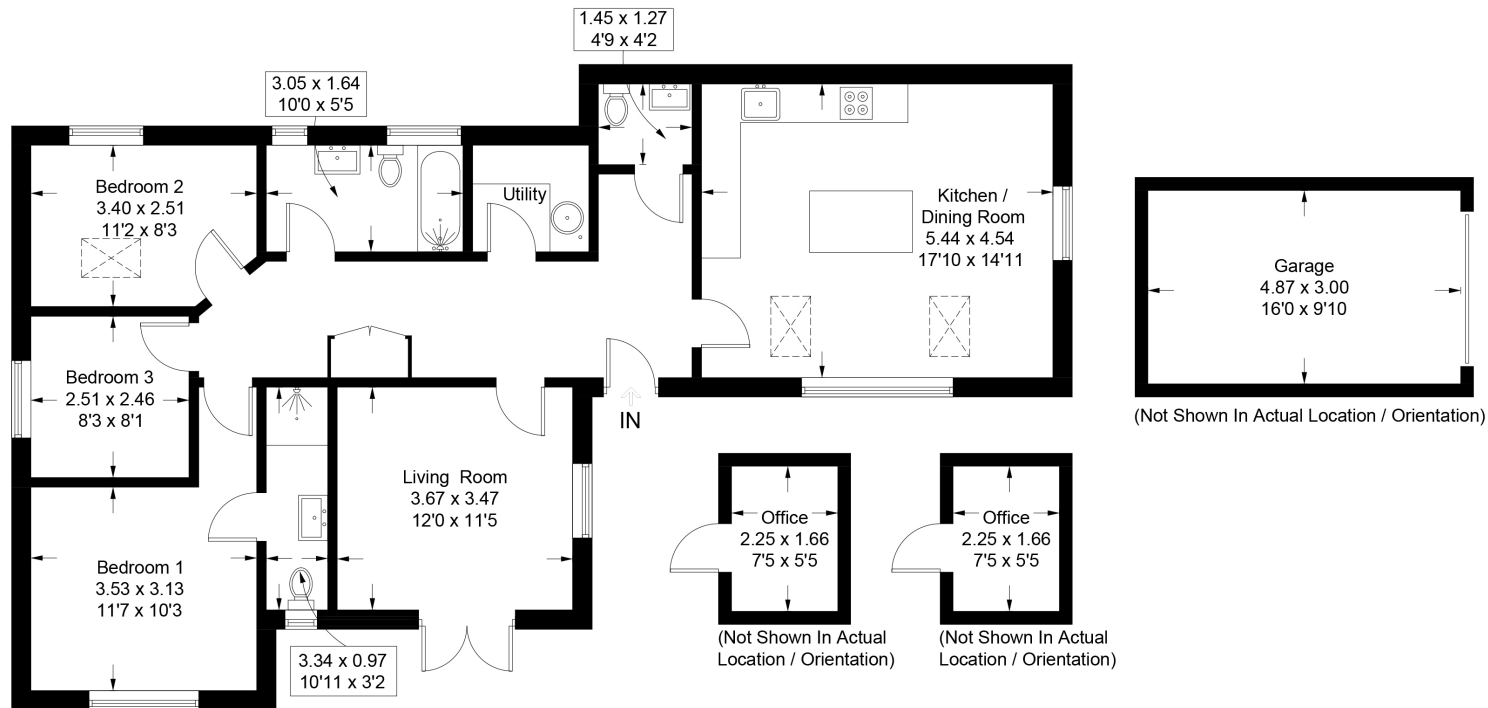 1.45 x 1.27
4'9 x 4'2
3.05 x 1.64
10'0 x 5'5
Bedroom 2
3.40 x 2.51
11'2 x 8'3
Utility
Kitchen /
Dining Room
5.44 x 4.54
17'10 x 14'11
Garage
4.87 x 3.00
16'0 x 9'10
(Not Shown In Actual Location / Orientation)
Bedroom 3
2.51 x 2.46
8'3 x 8'1
IN
Living Room
3.67 x 3.47
12'0 x 11'5
Office
2.25 x 1.66
7'5 x 5'5
(Not Shown In Actual
Location / Orientation)
Office
2.25 x 1.66
7'5 x 5'5
(Not Shown In Actual
Location / Orientation)
Bedroom 1
3.53 x 3.13
11'7 x 10'3
3.34 x 0.97
10'11 x 3'2